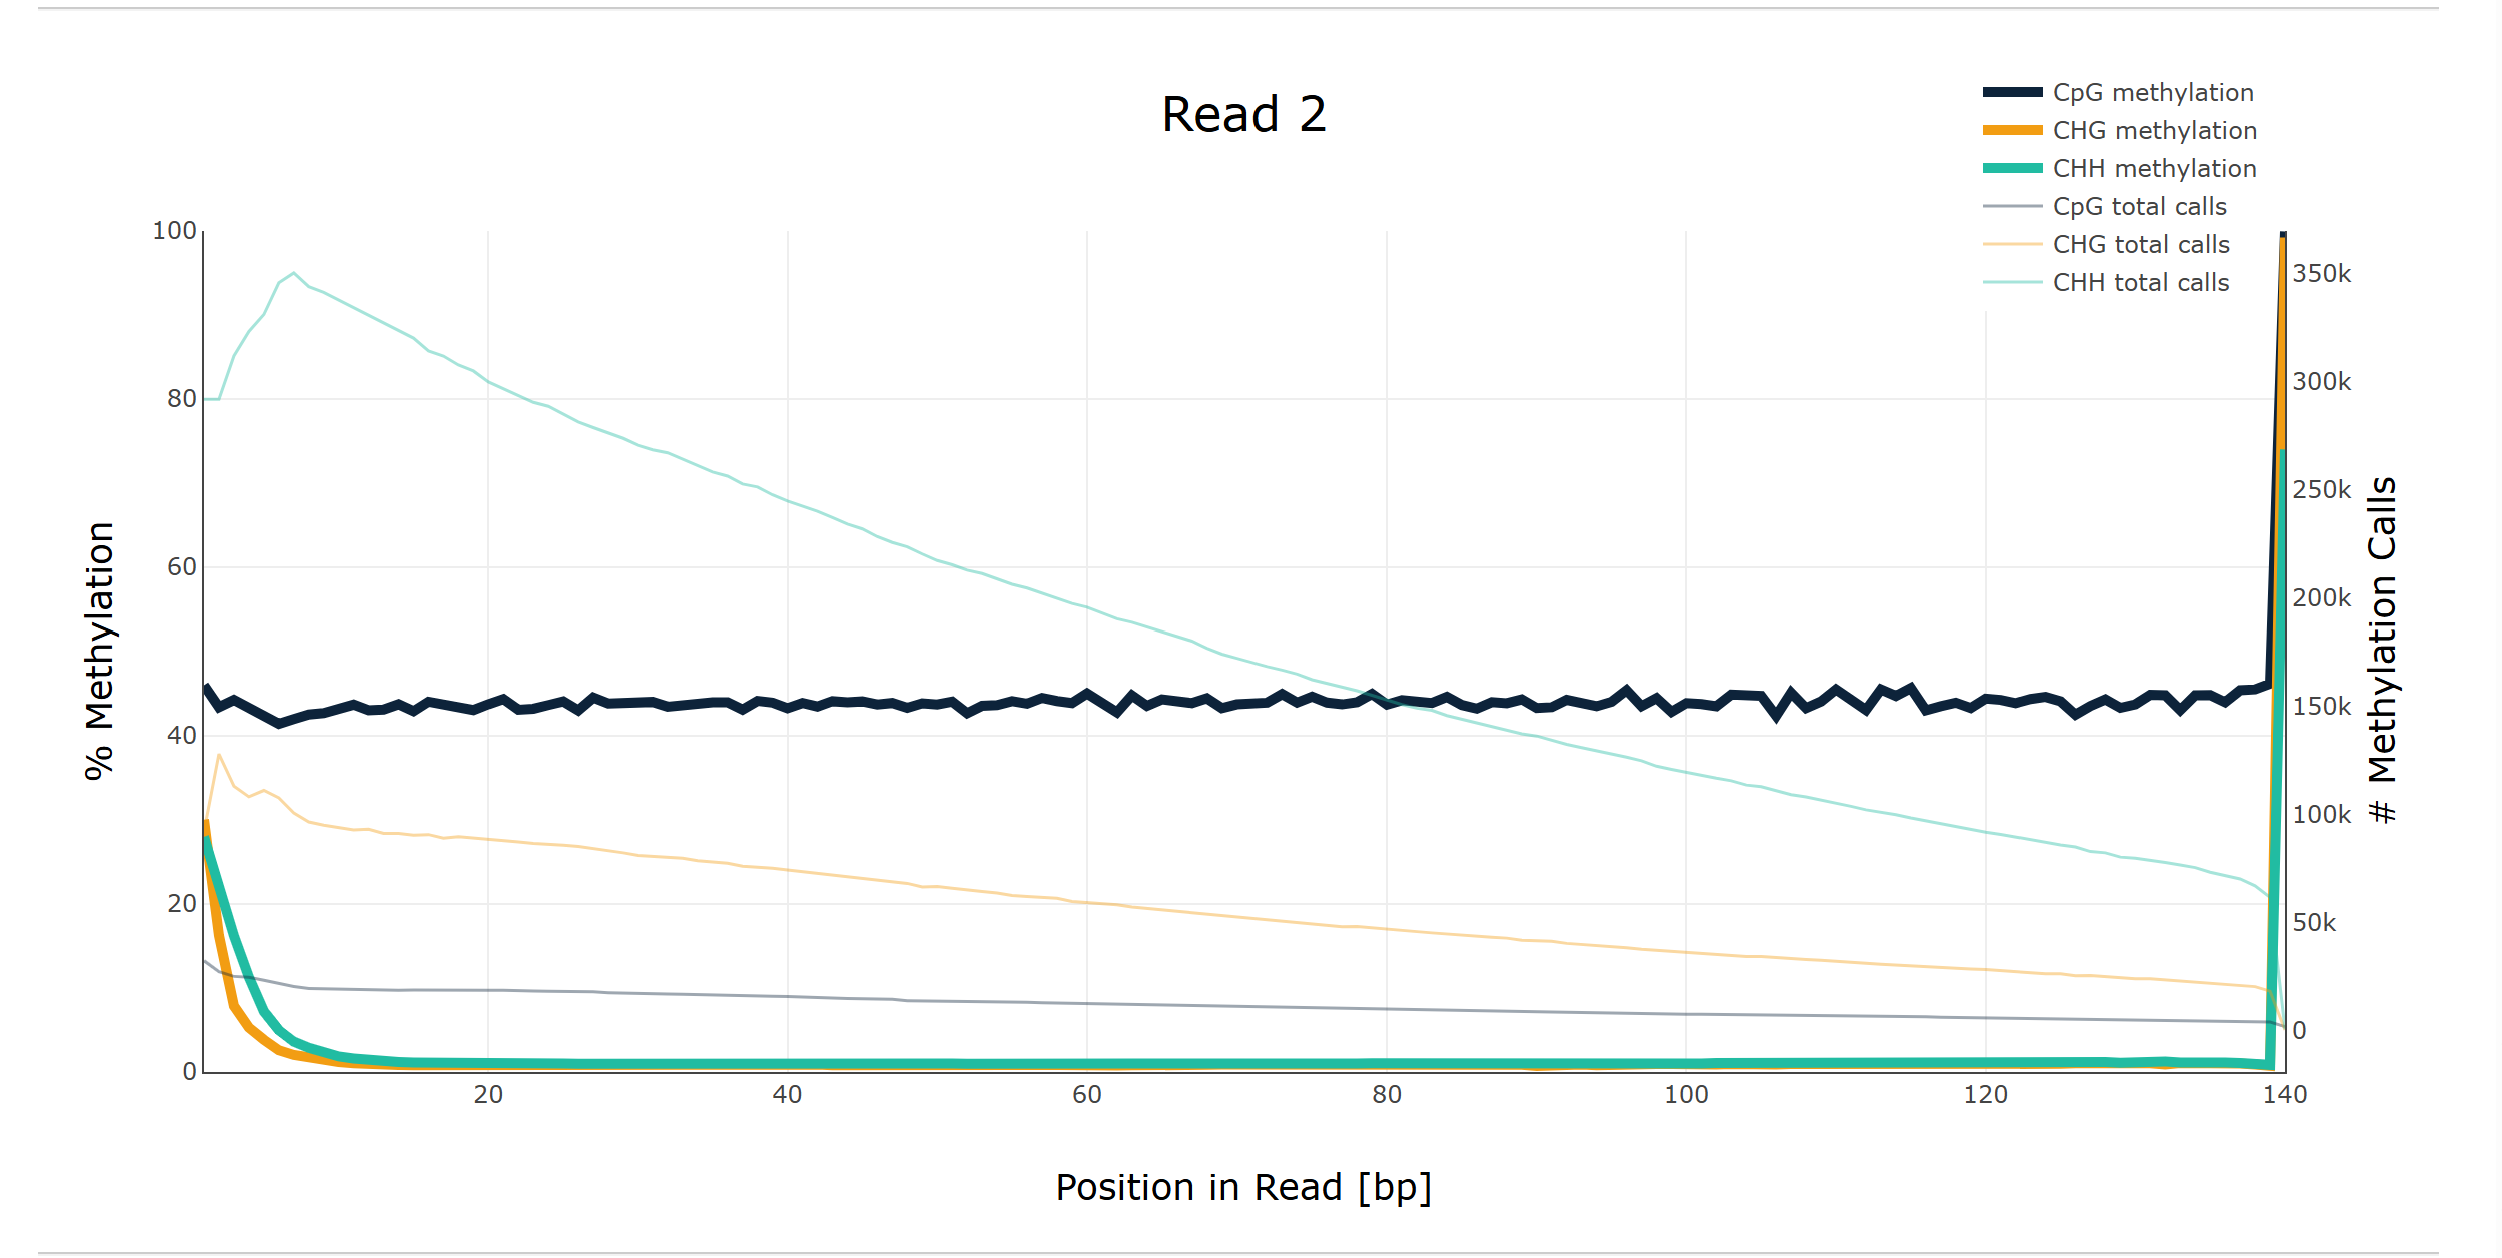 Read 2
CpG methylation
CHG methylation
CHH methylation
CpG total calls
CHG total calls
CHH total calls
100
80
60
40
20
0
% Methylation
350k
300k
250k
200k
150k
100k
50k
0
# Methylation Calls
20 40 60 80 100 120 140
Position in Read [bp]